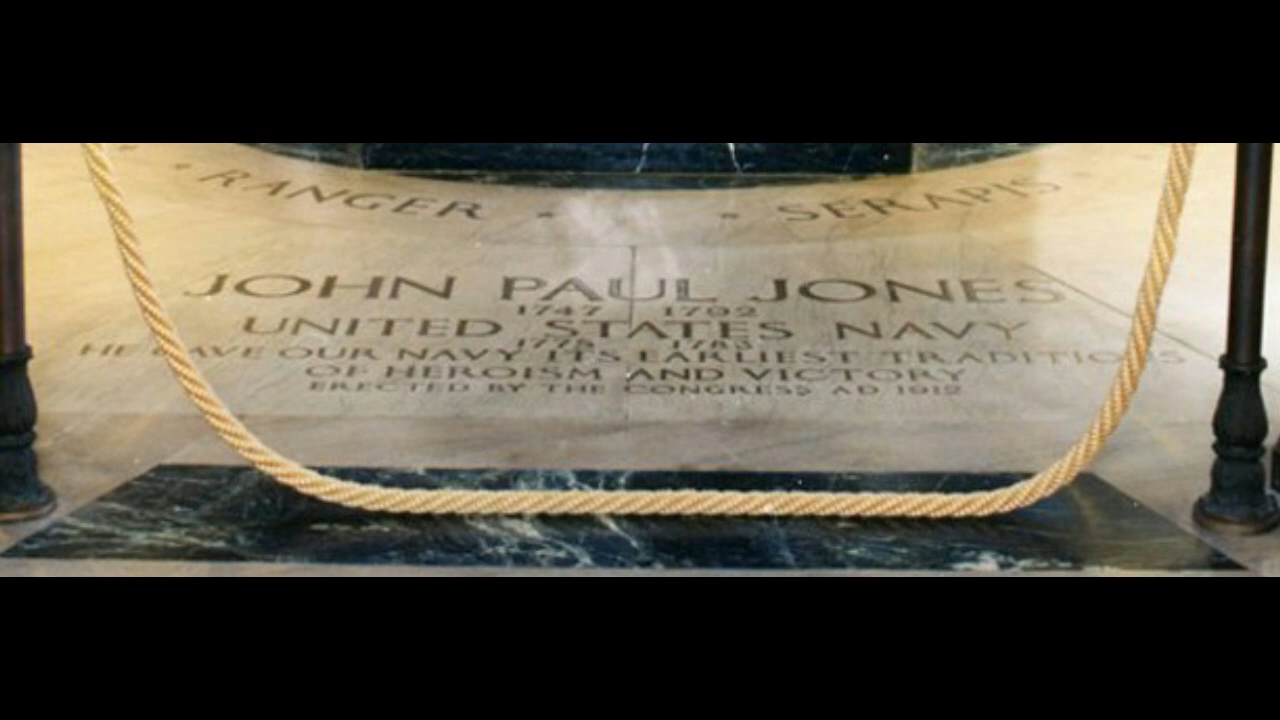 RANGER · · SERAPIS
JOHN PAUL JONES
1747 1792
UNITED STATES NAVY
1775 1783
HE GAVE OUR NAVY ITS EARLIEST TRADITIONS
OF HEROISM AND VICTORY
ERECTED BY THE CONGRESS AD 1912